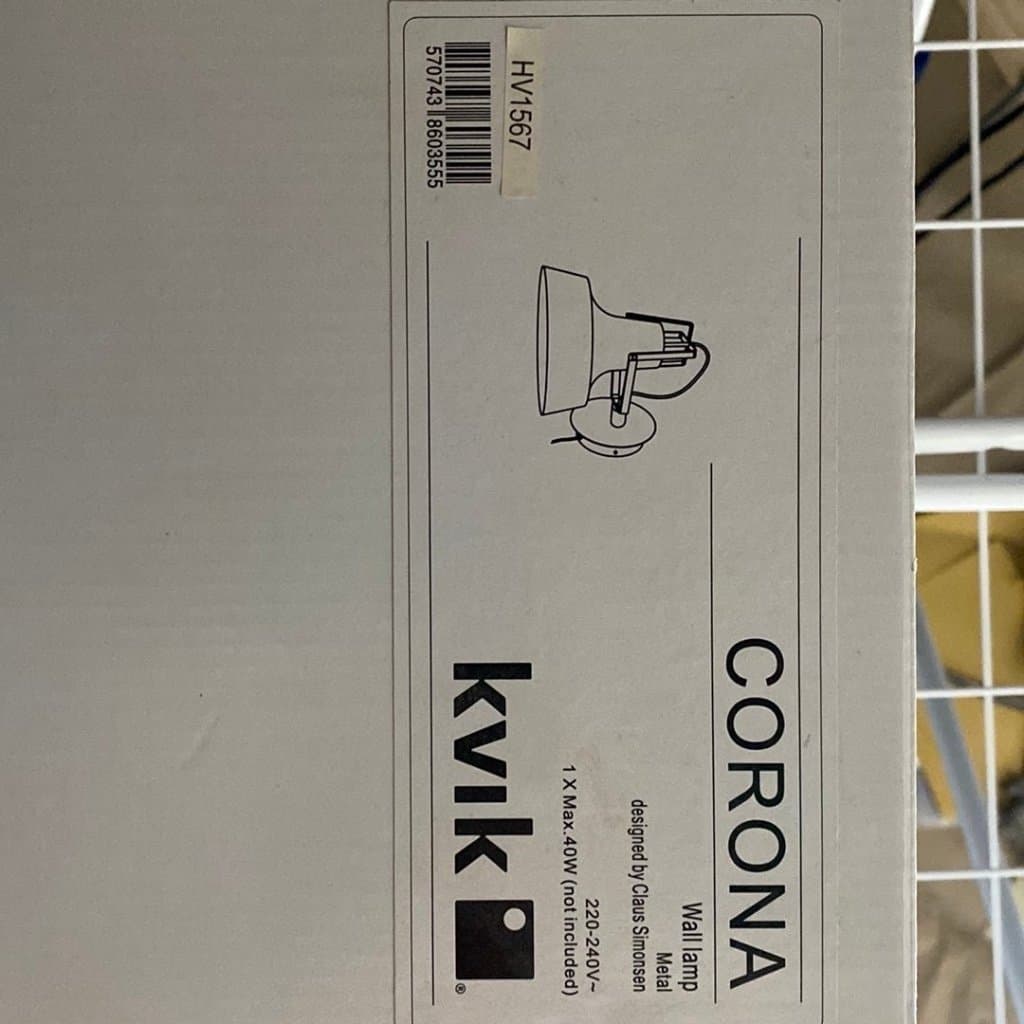 CORONA
Wall lamp
Metal
designed by Claus Simonsen
220-240V~
1 X Max.40W (not included)
kvik®
HV1567
570743 8603555